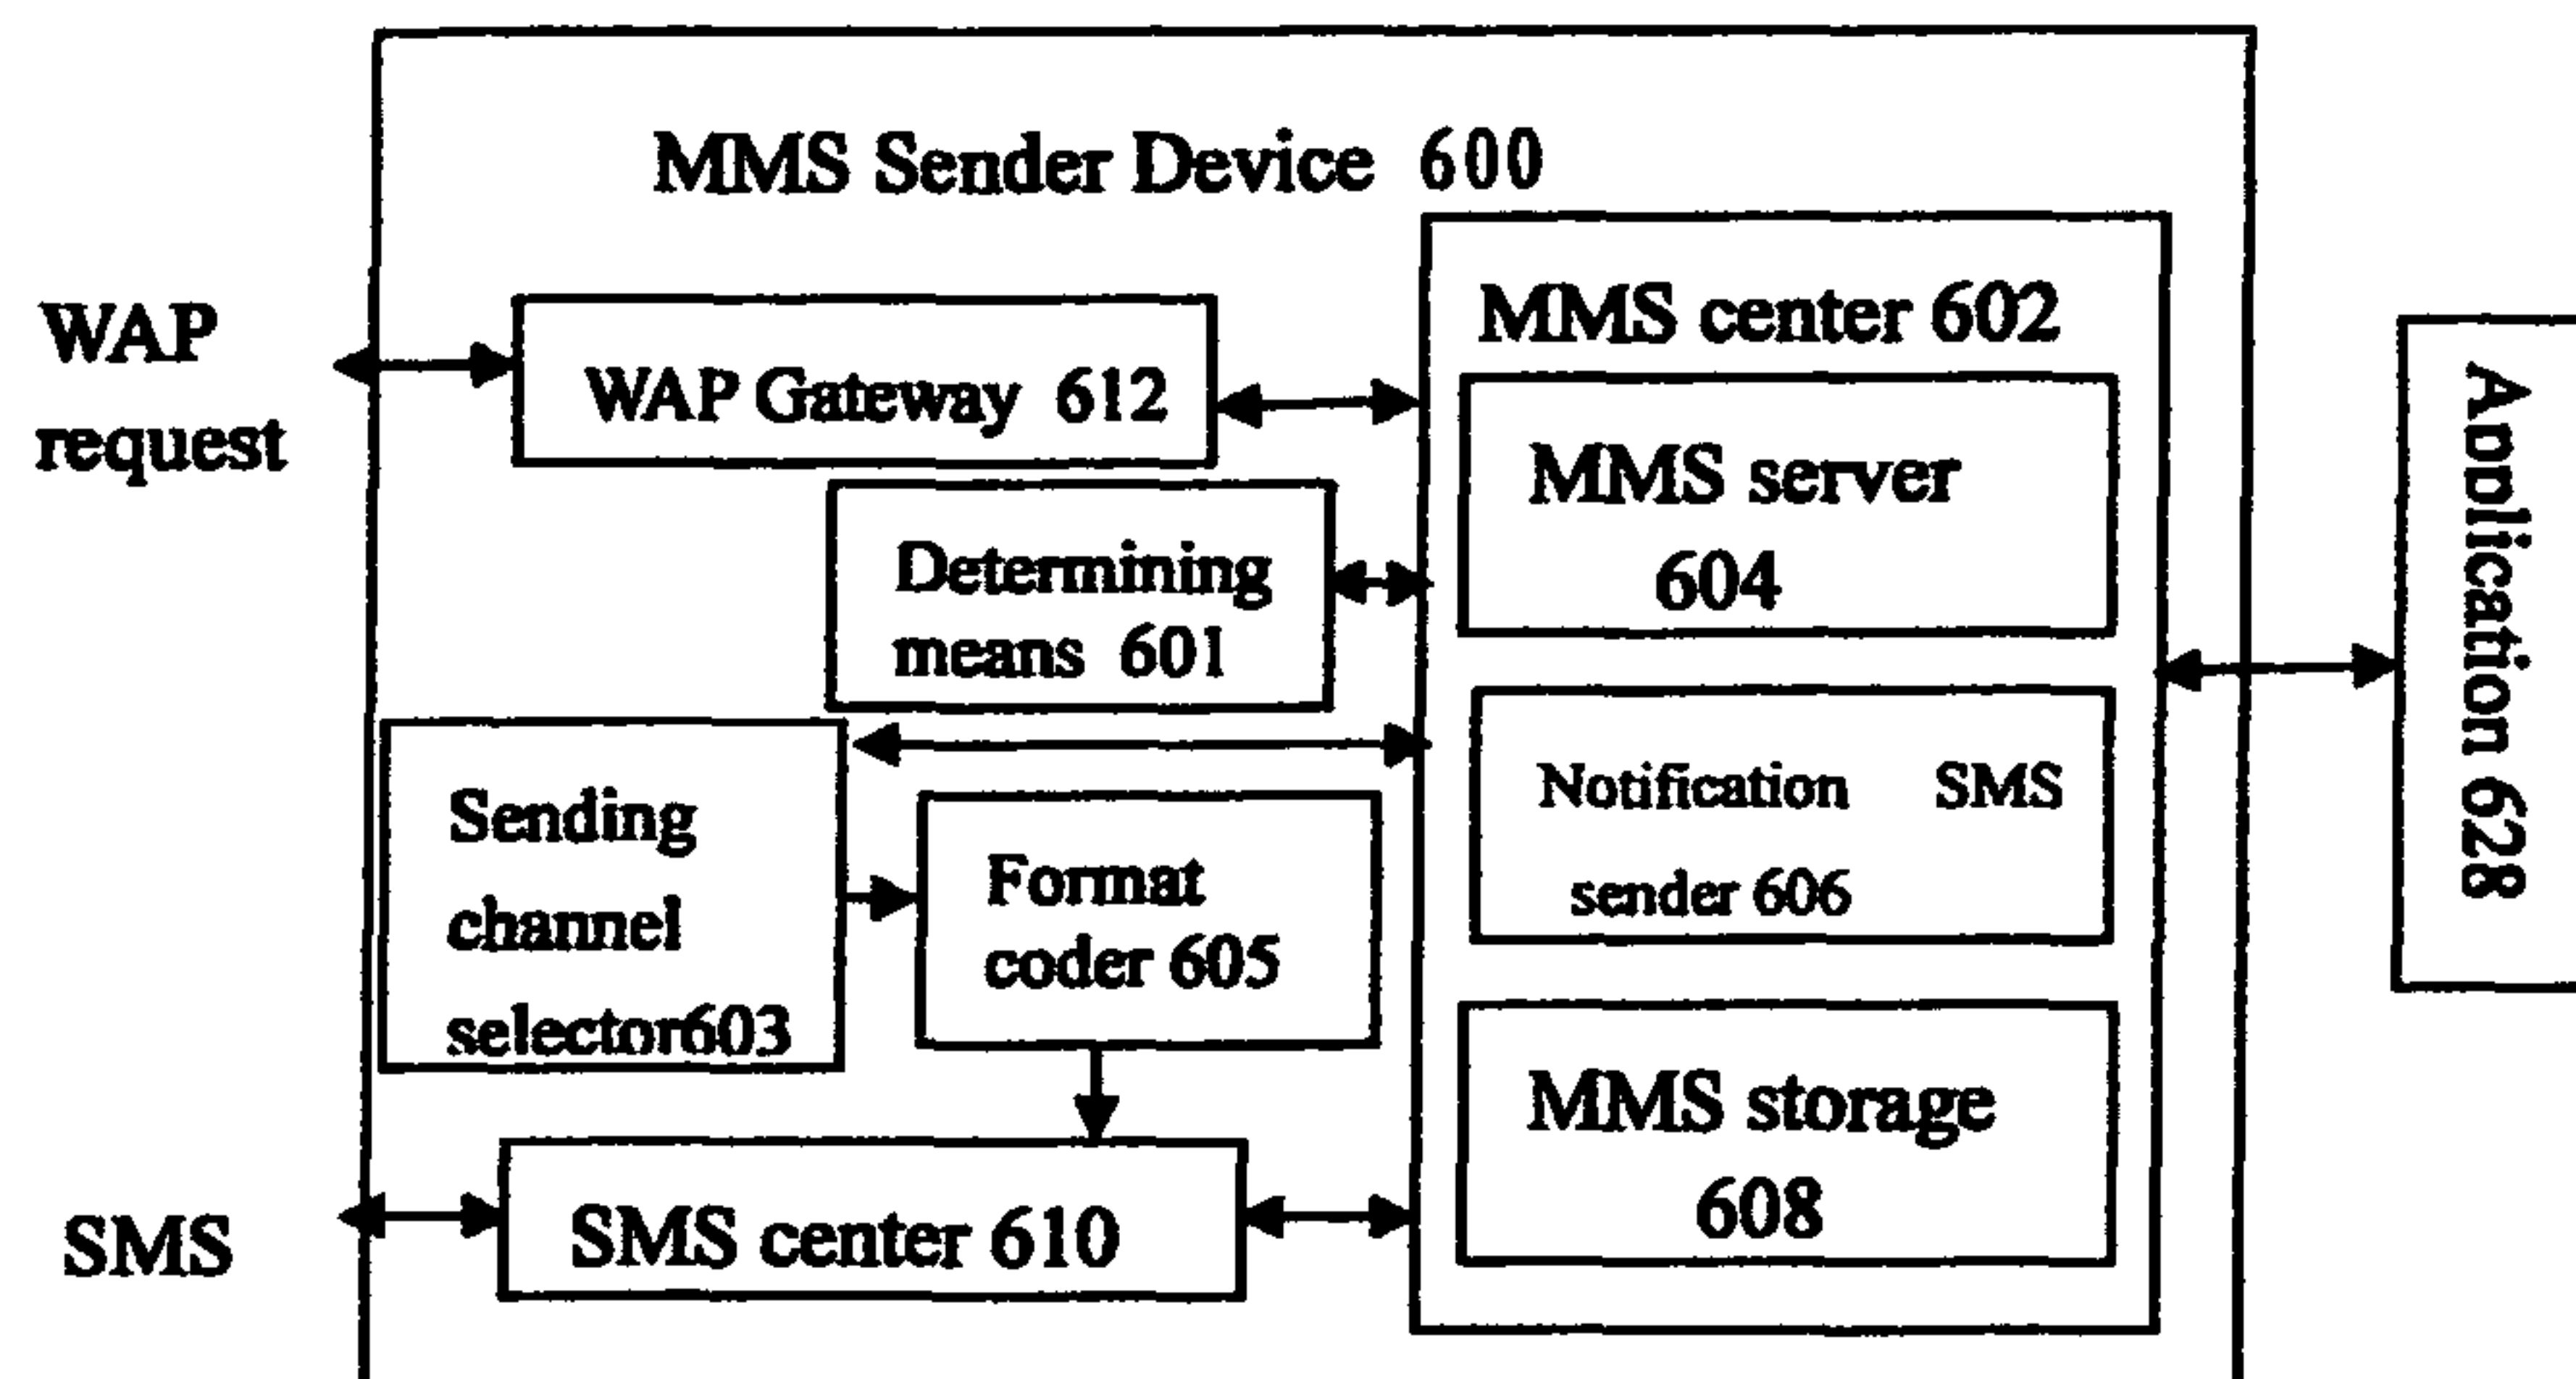 MMS Sender Device 600
WAP
request
WAP Gateway 612
Determining
means 601
Sending
channel
selector603
Format
coder 605
SMS
SMS center 610
MMS center 602
MMS server
604
Notification SMS
sender 606
MMS storage
608
Application 628